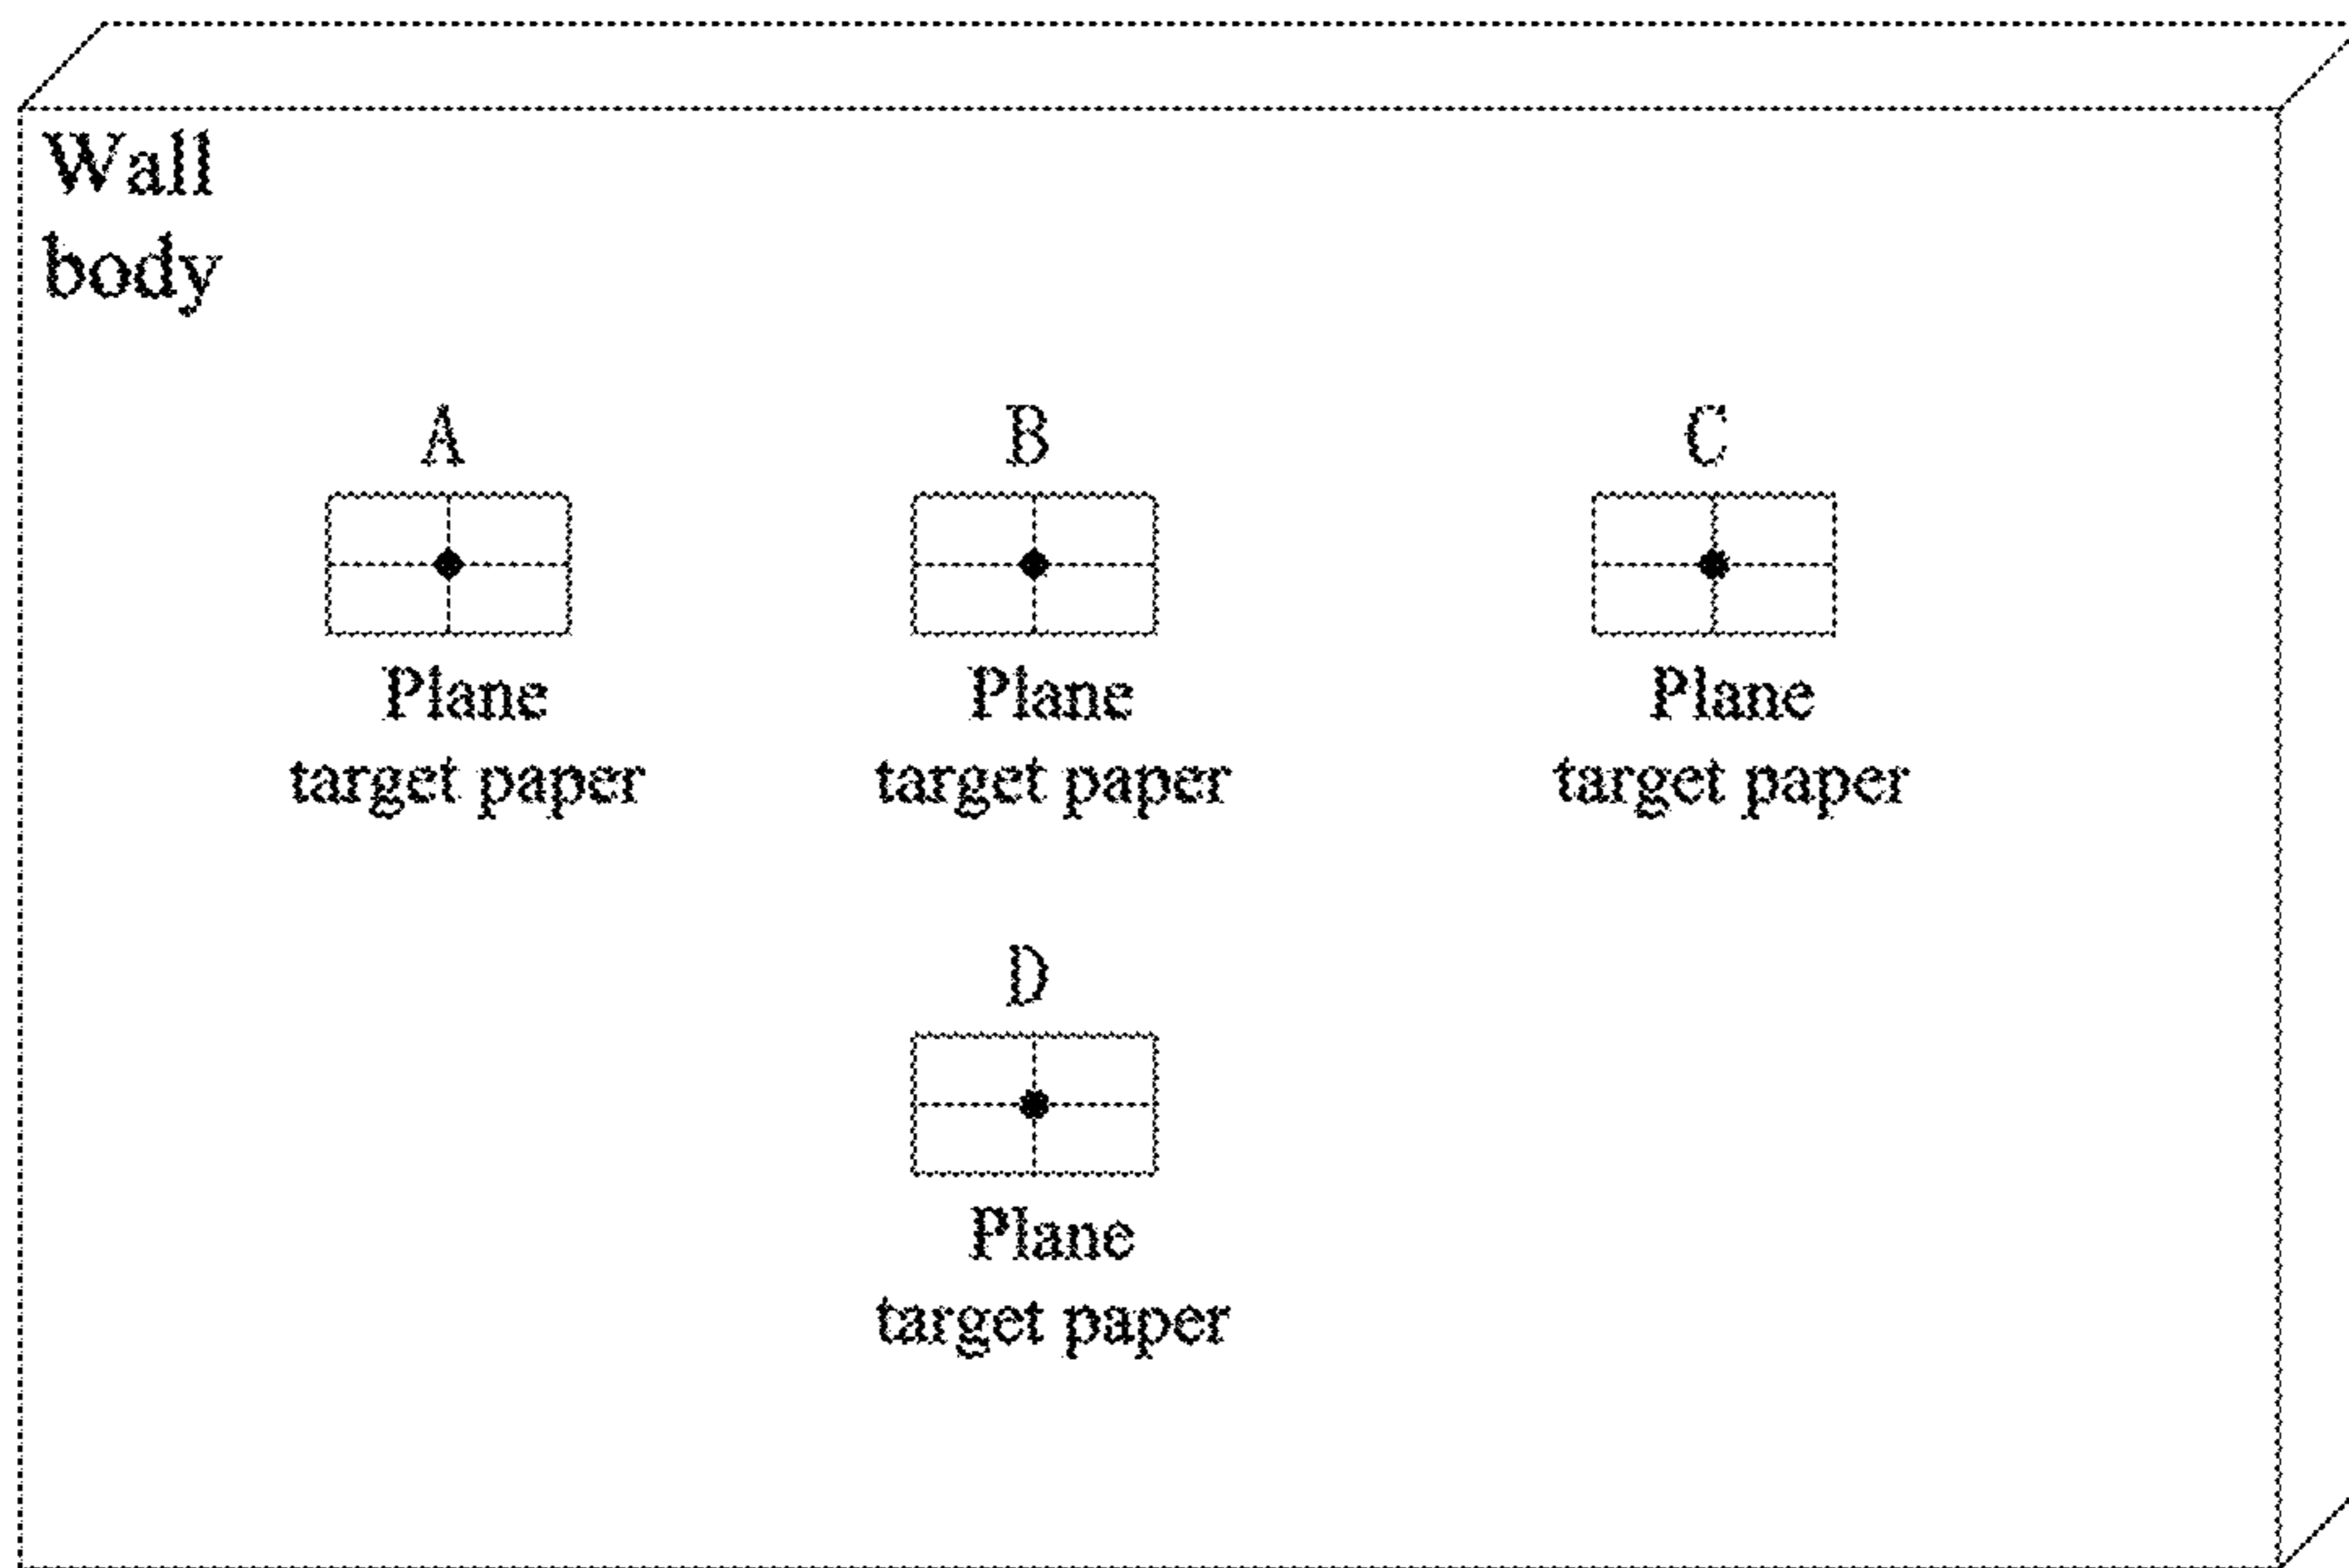 Wall
body
A
B
C
Plane
target paper
Plane
target paper
Plane
target paper
D
Plane
target paper